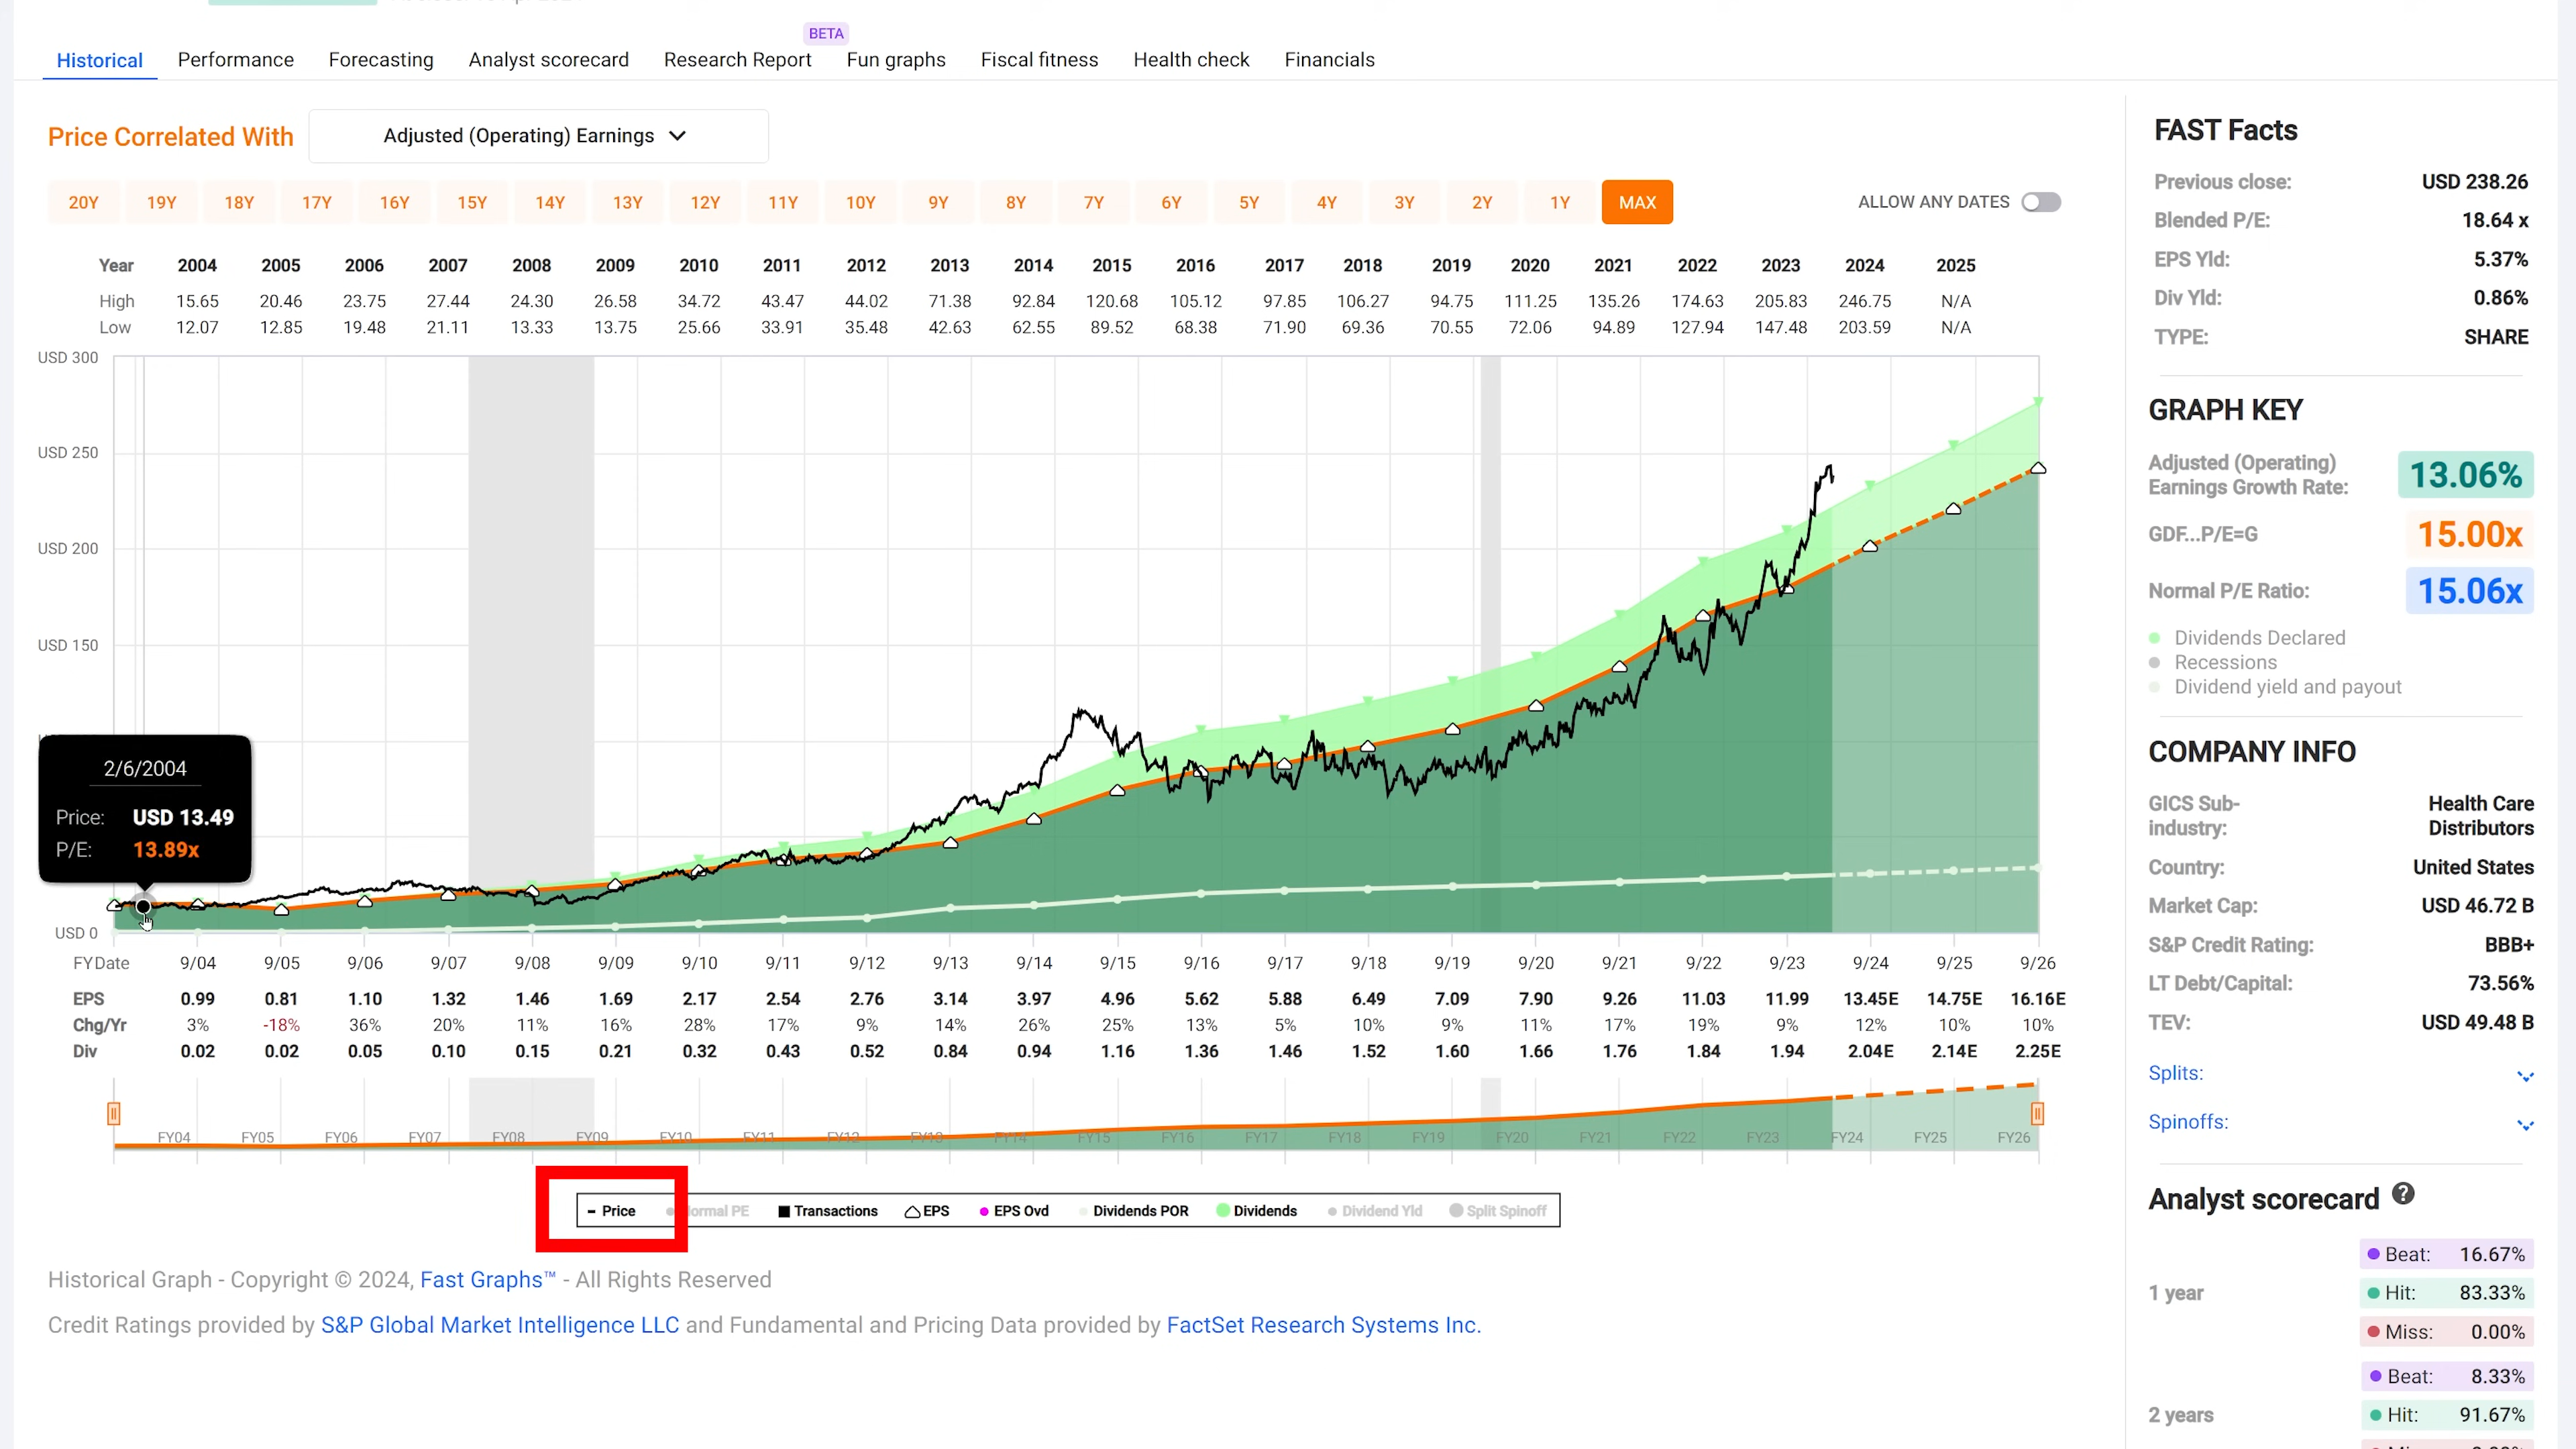 BETA
Historical Performance Forecasting Analyst scorecard Research Report Fun graphs Fiscal fitness Health check Financials
Price Correlated With Adjusted (Operating) Earnings
20Y 19Y 18Y 17Y 16Y 15Y 14Y 13Y 12Y 11Y 10Y 9Y 8Y 7Y 6Y 5Y 4Y 3Y 2Y 1Y MAX ALLOW ANY DATES
Year 2004 2005 2006 2007 2008 2009 2010 2011 2012 2013 2014 2015 2016 2017 2018 2019 2020 2021 2022 2023 2024 2025
High 15.65 20.46 23.75 27.44 24.30 26.58 34.72 43.47 44.02 71.38 92.84 120.68 105.12 97.85 106.27 94.75 111.25 135.26 174.63 205.83 246.75 N/A
Low 12.07 12.85 19.48 21.11 13.33 13.75 25.66 33.91 35.48 42.63 62.55 89.52 68.38 71.90 69.36 70.55 72.06 94.89 127.94 147.48 203.59 N/A
USD 300
USD 250
USD 200
USD 150
2/6/2004
Price: USD 13.49
P/E: 13.89x
USD 0
FYDate 9/04 9/05 9/06 9/07 9/08 9/09 9/10 9/11 9/12 9/13 9/14 9/15 9/16 9/17 9/18 9/19 9/20 9/21 9/22 9/23 9/24 9/25 9/26
EPS 0.99 0.81 1.10 1.32 1.46 1.69 2.17 2.54 2.76 3.14 3.97 4.96 5.62 5.88 6.49 7.09 7.90 9.26 11.03 11.99 13.45E 14.75E 16.16E
Chg/Yr 3% -18% 36% 20% 11% 16% 28% 17% 9% 14% 26% 25% 13% 5% 10% 9% 11% 17% 19% 9% 12% 10% 10%
Div 0.02 0.02 0.05 0.10 0.15 0.21 0.32 0.43 0.52 0.84 0.94 1.16 1.36 1.46 1.52 1.60 1.66 1.76 1.84 1.94 2.04E 2.14E 2.25E
FY04 FY05 FY06 FY07 FY08 FY09 FY10 FY11 FY12 FY13 FY14 FY15 FY16 FY17 FY18 FY19 FY20 FY21 FY22 FY23 FY24 FY25 FY26
Price PE Transactions EPS EPS Ovd Dividends POR Dividends Dividend Yld Split Spinoff
Historical Graph - Copyright © 2024, Fast Graphs™ - All Rights Reserved
Credit Ratings provided by S&P Global Market Intelligence LLC and Fundamental and Pricing Data provided by FactSet Research Systems Inc.
FAST Facts
Previous close: USD 238.26
Blended P/E: 18.64 x
EPS Yld: 5.37%
Div Yld: 0.86%
TYPE: SHARE
GRAPH KEY
Adjusted (Operating)
Earnings Growth Rate: 13.06%
GDF...P/E=G 15.00x
Normal P/E Ratio: 15.06x
Dividends Declared
Recessions
Dividend yield and payout
COMPANY INFO
GICS Sub- Health Care
industry: Distributors
Country: United States
Market Cap: USD 46.72 B
S&P Credit Rating: BBB+
LT Debt/Capital: 73.56%
TEV: USD 49.48 B
Splits:
Spinoffs:
Analyst scorecard ?
Beat: 16.67%
1 year Hit: 83.33%
Miss: 0.00%
Beat: 8.33%
2 years Hit: 91.67%